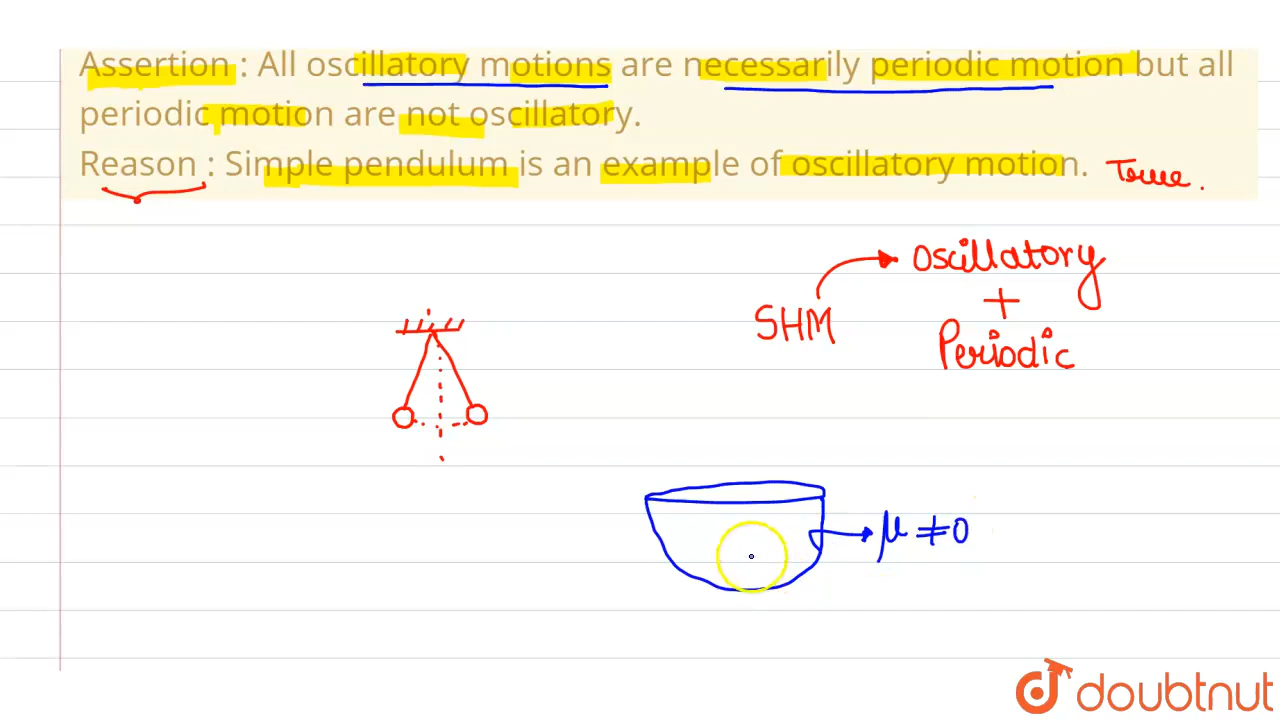 Assertion : All oscillatory motions are necessarily periodic motion but all
periodic motion are not oscillatory.
Reason : Simple pendulum is an example of oscillatory motion. True.
Oscillatory
+
SHM
Periodic
μ ≠ 0
doubtnut